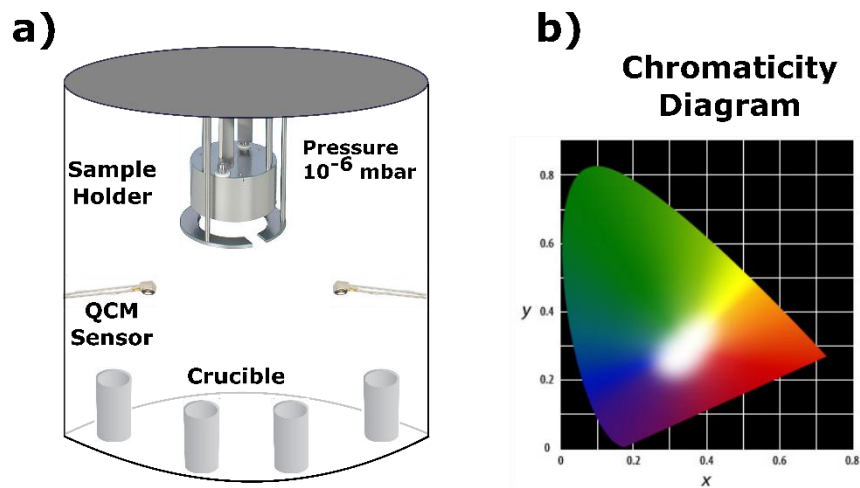 a)
Sample
Holder
Pressure
10-6 mbar
QCM
Sensor
Crucible
b)
Chromaticity
Diagram
0.8
0.6
y
0.4
0.2
0
0
0.2
0.4
0.6
0.8
x